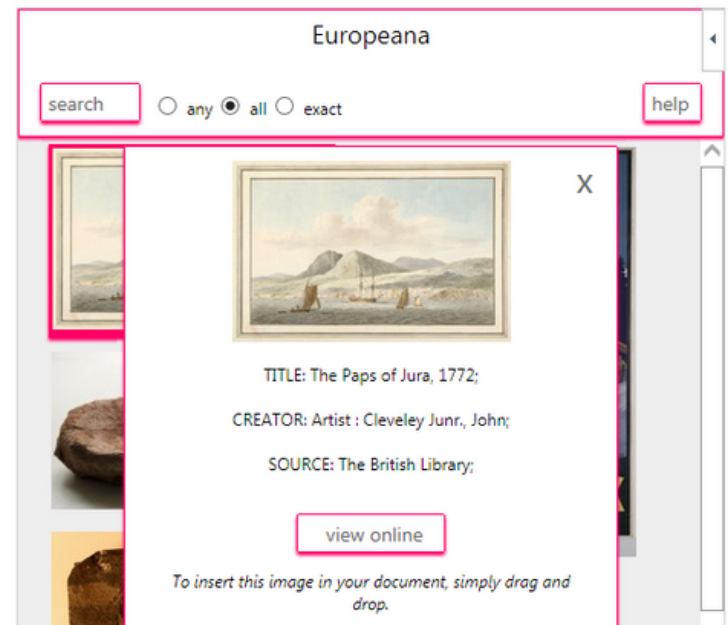 Europeana
search
any all exact
help
X
TITLE: The Paps of Jura, 1772;
CREATOR: Artist : Cleveley Junr., John;
SOURCE: The British Library;
view online
To insert this image in your document, simply drag and
drop.